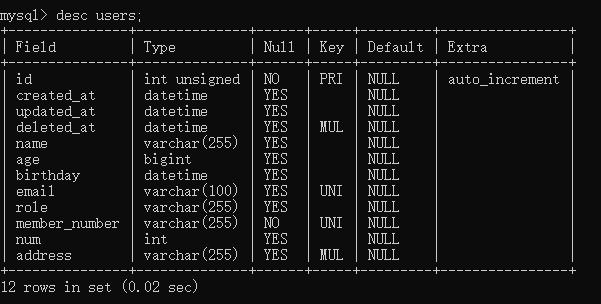 mysql> desc users;
+---------------+--------------+------+-----+---------+----------------+
| Field         | Type         | Null | Key | Default | Extra          |
+---------------+--------------+------+-----+---------+----------------+
| id            | int unsigned | NO   | PRI | NULL    | auto_increment |
| created_at    | datetime     | YES  |     | NULL    |                |
| updated_at    | datetime     | YES  |     | NULL    |                |
| deleted_at    | datetime     | YES  | MUL | NULL    |                |
| name          | varchar(255) | YES  |     | NULL    |                |
| age           | bigint       | YES  |     | NULL    |                |
| birthday      | datetime     | YES  |     | NULL    |                |
| email         | varchar(100) | YES  | UNI | NULL    |                |
| role          | varchar(255) | YES  |     | NULL    |                |
| member_number | varchar(255) | NO   | UNI | NULL    |                |
| num           | int          | YES  |     | NULL    |                |
| address       | varchar(255) | YES  | MUL | NULL    |                |
+---------------+--------------+------+-----+---------+----------------+
12 rows in set (0.02 sec)